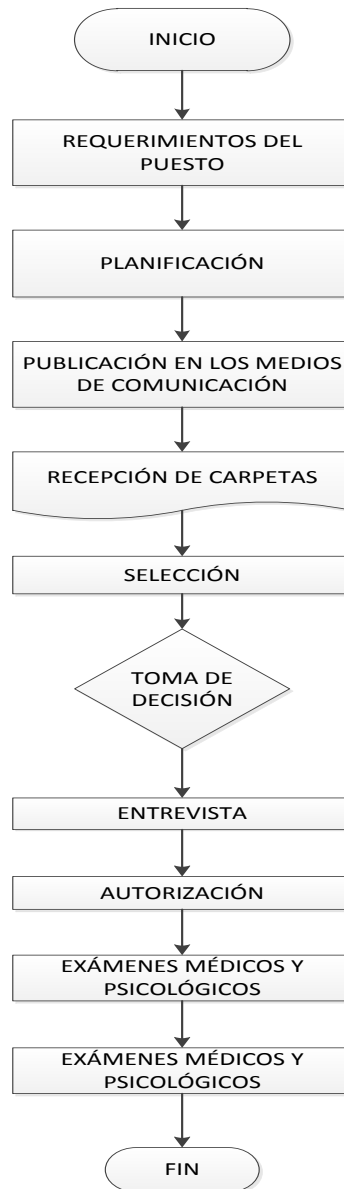 INICIO
REQUERIMIENTOS DEL
PUESTO
PLANIFICACIÓN
PUBLICACIÓN EN LOS MEDIOS
DE COMUNICACIÓN
RECEPCIÓN DE CARPETAS
SELECCIÓN
TOMA DE
DECISIÓN
ENTREVISTA
AUTORIZACIÓN
EXÁMENES MÉDICOS Y
PSICOLÓGICOS
EXÁMENES MÉDICOS Y
PSICOLÓGICOS
FIN